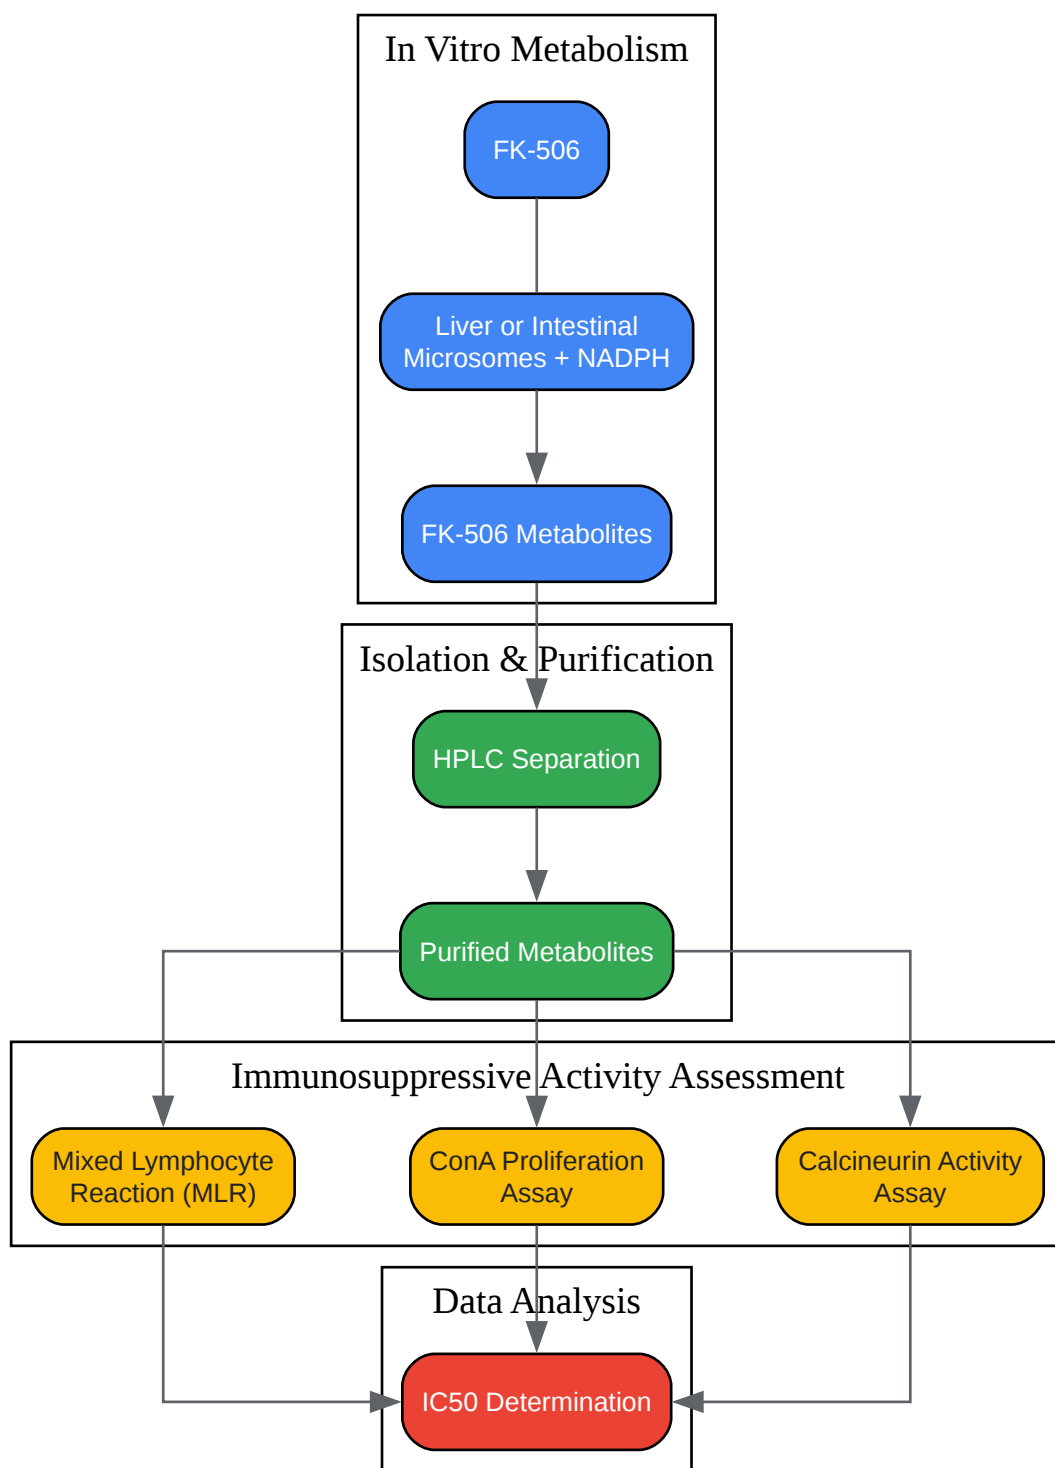 In Vitro Metabolism
FK-506
Liver or Intestinal
Microsomes + NADPH
FK-506 Metabolites
Isolation & Purification
HPLC Separation
Purified Metabolites
Immunosuppressive Activity Assessment
Mixed Lymphocyte
Reaction (MLR)
ConA Proliferation
Assay
Calcineurin Activity
Assay
Data Analysis
IC50 Determination